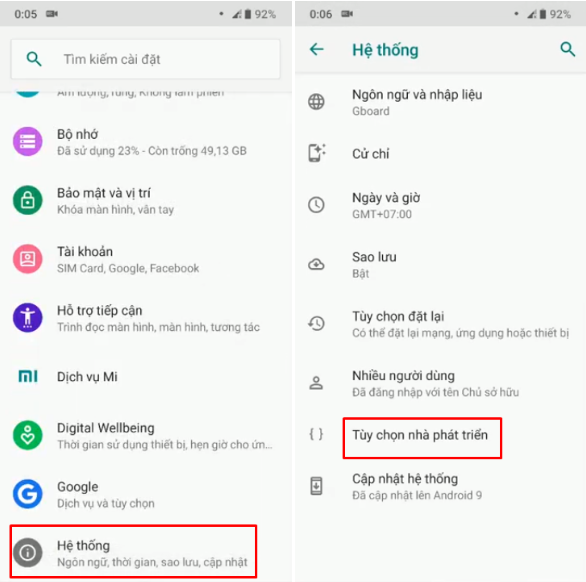 0:05
92%
Tìm kiếm cài đặt
Âm lượng, rung, Không làm phiền
Bộ nhớ
Đã sử dụng 23% - Còn trống 49,13 GB
Bảo mật và vị trí
Khóa màn hình, vân tay
Tài khoản
SIM Card, Google, Facebook
Hỗ trợ tiếp cận
Trình đọc màn hình, màn hình, tương tác
Dịch vụ Mi
Digital Wellbeing
Thời gian sử dụng thiết bị, hẹn giờ cho ứn...
Google
Dịch vụ và tùy chọn
Hệ thống
Ngôn ngữ, thời gian, sao lưu, cập nhật
0:06
92%
Hệ thống
Ngôn ngữ và nhập liệu
Gboard
Cử chỉ
Ngày và giờ
GMT+07:00
Sao lưu
Bật
Tùy chọn đặt lại
Có thể đặt lại mạng, ứng dụng hoặc thiết bị
Nhiều người dùng
Đã đăng nhập với tên Chủ sở hữu
Tùy chọn nhà phát triển
Cập nhật hệ thống
Đã cập nhật lên Android 9